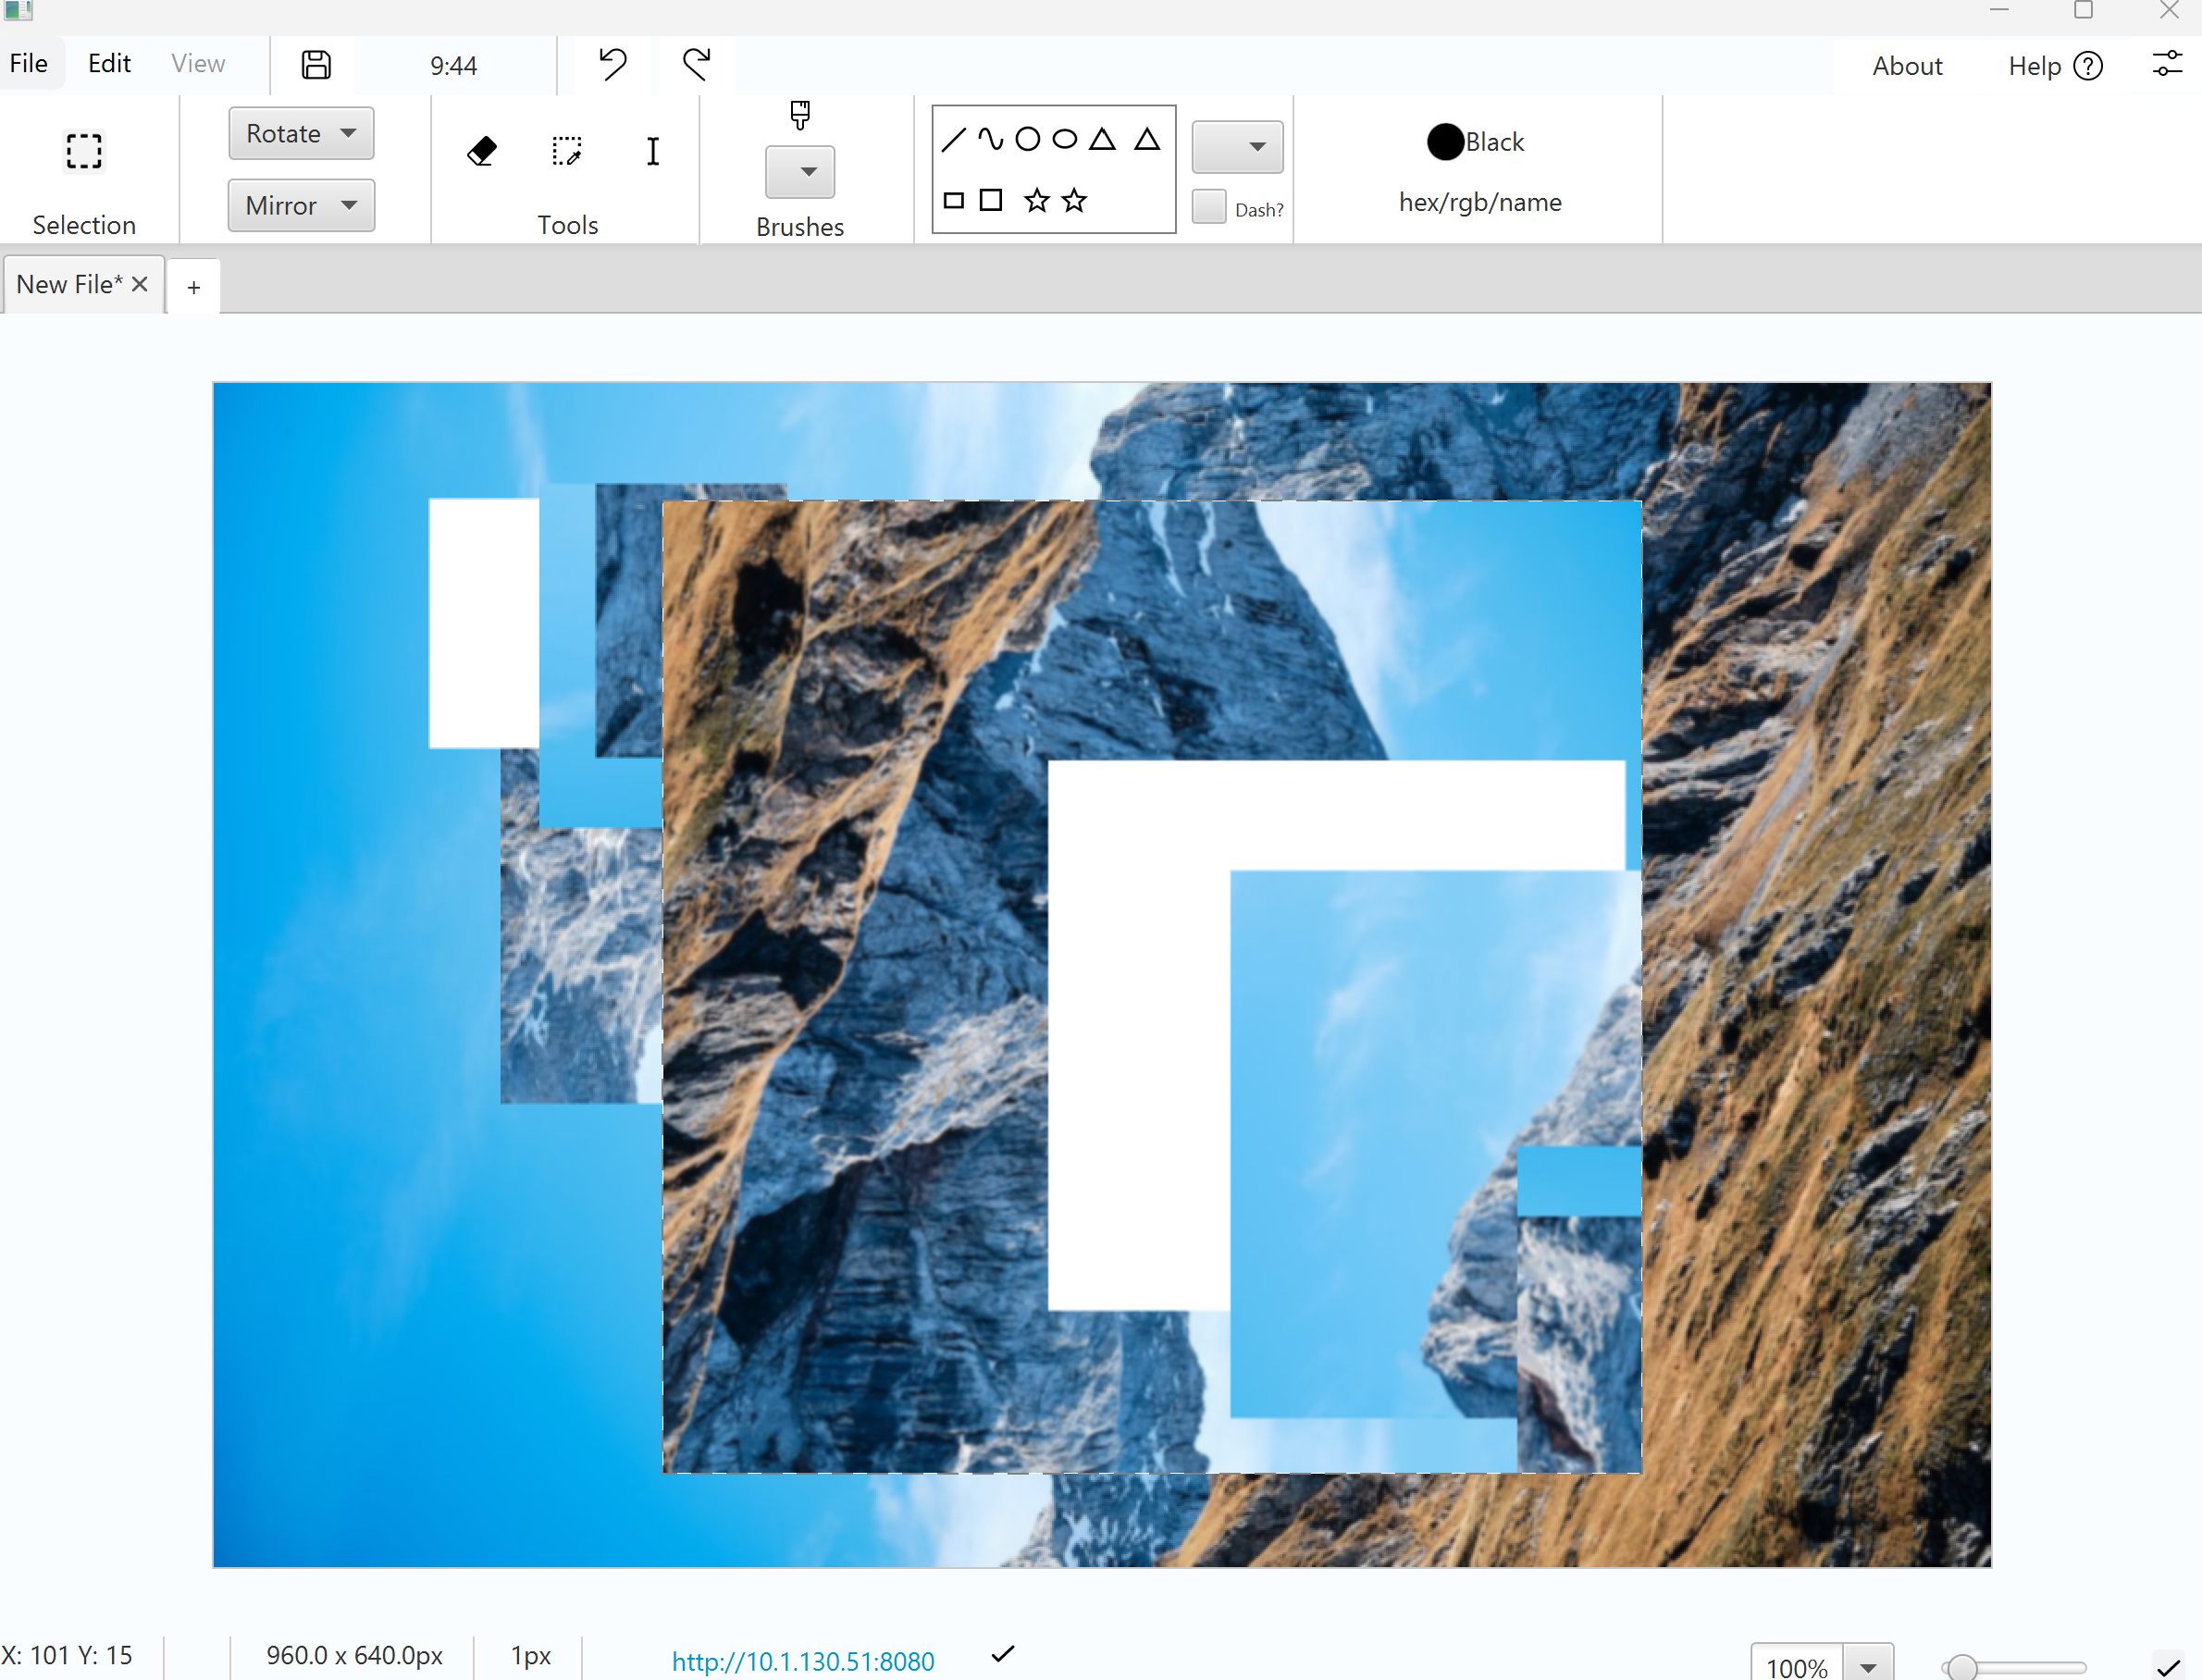 File Edit View 9:44 About Help
Rotate
Mirror
Selection Tools Brushes
Dash?
Black
hex/rgb/name
New File* +
X: 101 Y: 15 960.0 x 640.0px 1px http://10.1.130.51:8080 100%